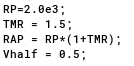 RP=2.0e3;
TMR = 1.5;
RAP = RP*(1+TMR);
Vhalf = 0.5;